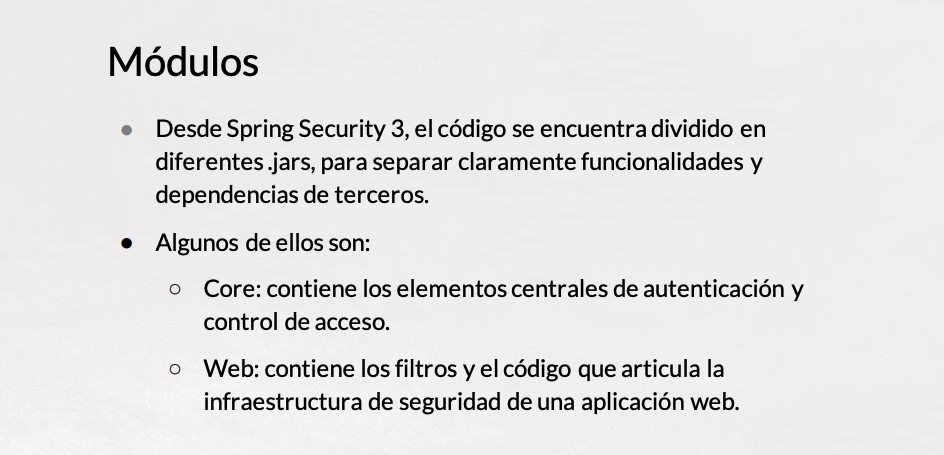 Módulos
● Desde Spring Security 3, el código se encuentra dividido en
diferentes .jars, para separar claramente funcionalidades y
dependencias de terceros.
● Algunos de ellos son:
○ Core: contiene los elementos centrales de autenticación y
control de acceso.
○ Web: contiene los filtros y el código que articula la
infraestructura de seguridad de una aplicación web.